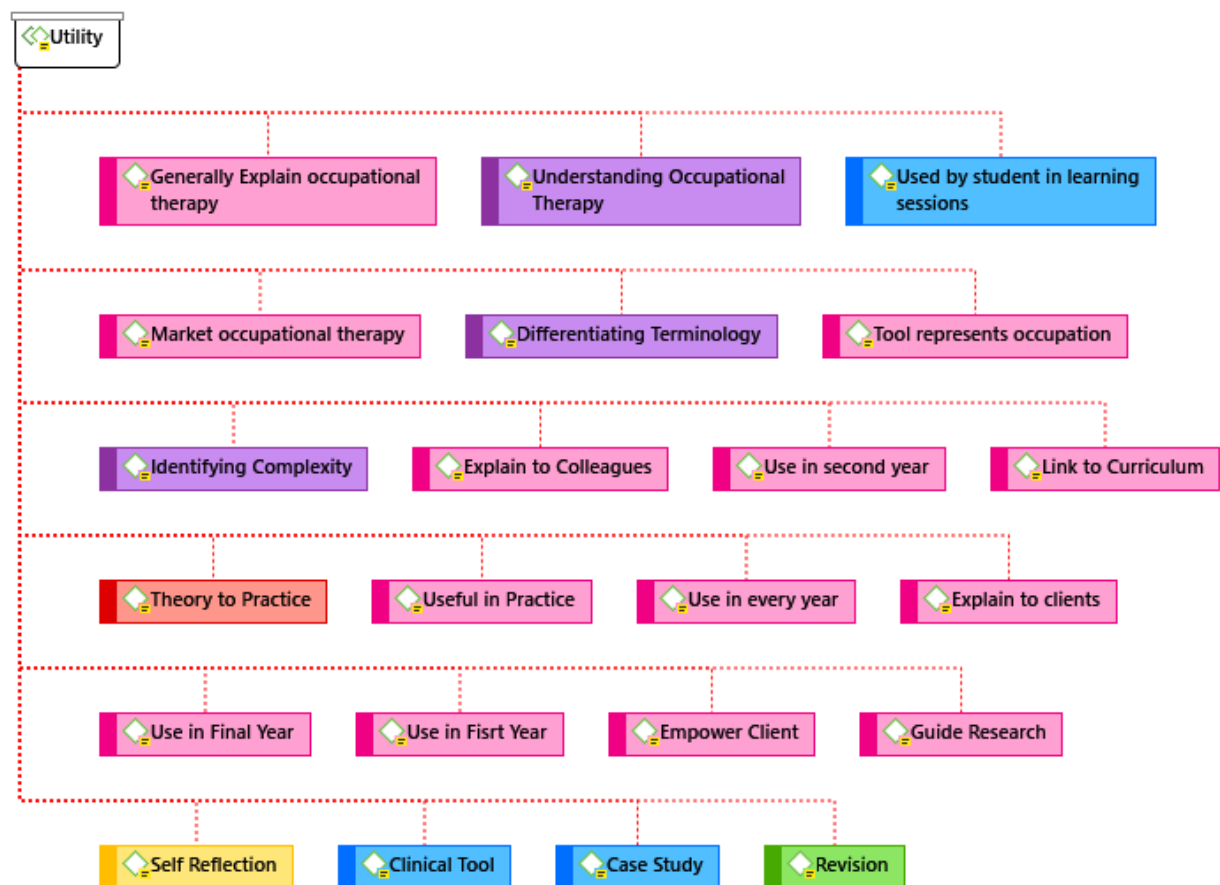 Utility
Generally Explain occupational
therapy
Understanding Occupational
Therapy
Used by student in learning
sessions
Market occupational therapy
Differentiating Terminology
Tool represents occupation
Identifying Complexity
Explain to Colleagues
Use in second year
Link to Curriculum
Theory to Practice
Useful in Practice
Use in every year
Explain to clients
Use in Final Year
Use in Fisrt Year
Empower Client
Guide Research
Self Reflection
Clinical Tool
Case Study
Revision